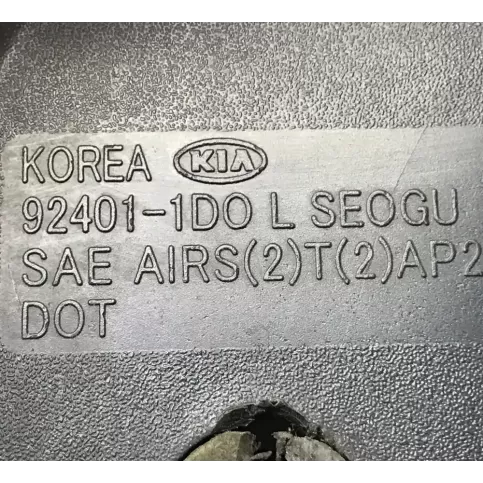 KOREA KIA
92401-1DO L SEOGU
SAE AIRS(2)T(2)AP2
DOT